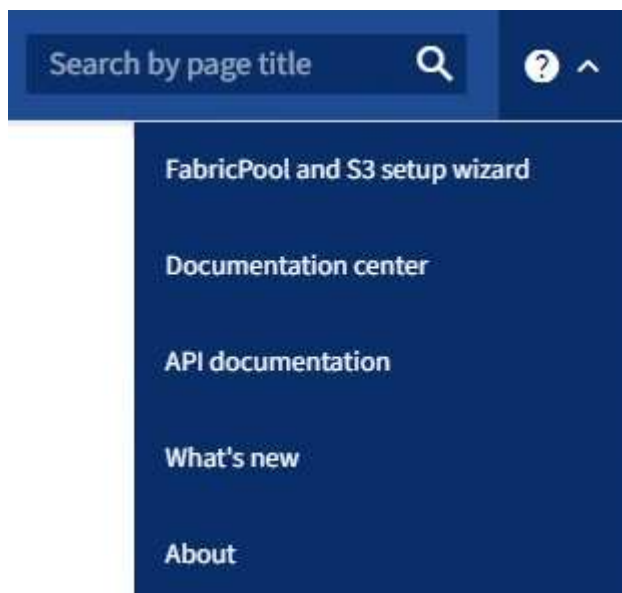 Search by page title
FabricPool and S3 setup wizard
Documentation center
API documentation
What's new
About